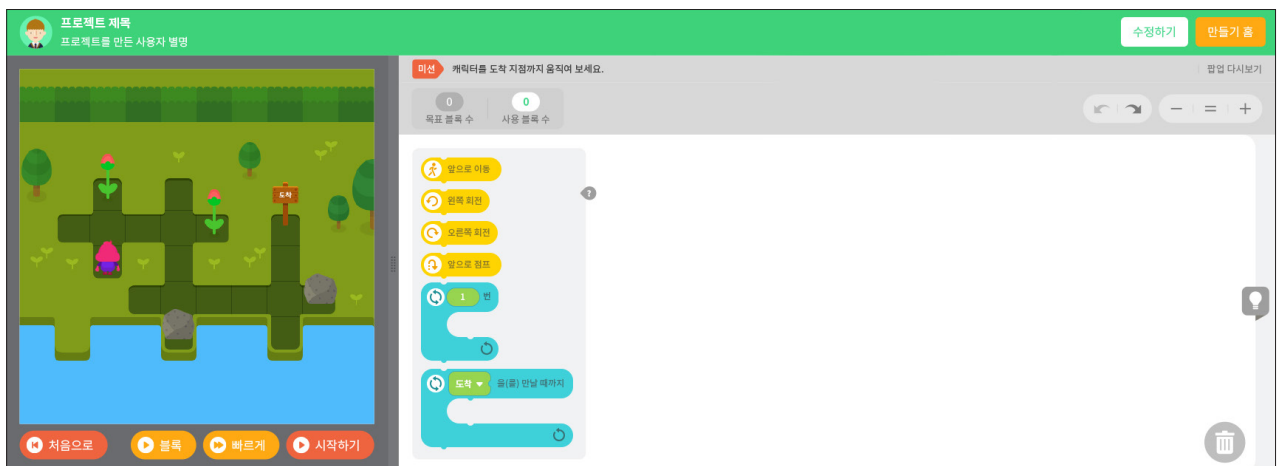 프로젝트 제목
프로젝트를 만든 사용자 별명
수정하기
만들기 홈
미션 캐릭터를 도착 지점까지 움직여 보세요.
팝업 다시보기
0
목표 블록 수
0
사용 블록 수
도착
앞으로 이동
왼쪽 회전
?
오른쪽 회전
앞으로 점프
1 번
도착 을(를) 만날 때까지
처음으로
블록
빠르게
시작하기